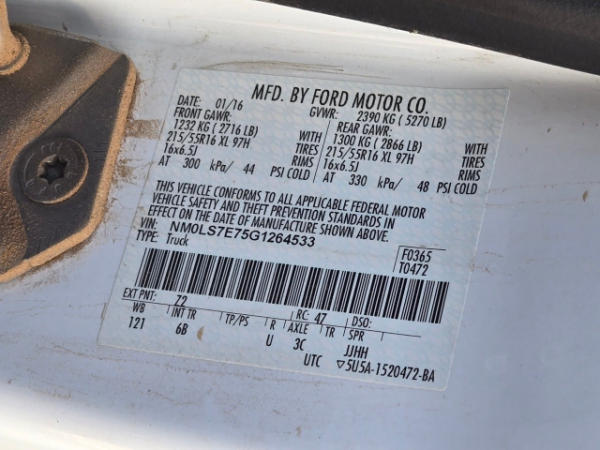 MFD. BY FORD MOTOR CO.
DATE: 01/16 GVWR: 2390 KG ( 5270 LB)
FRONT GAWR: REAR GAWR:
1232 KG ( 2716 LB) WITH 1300 KG ( 2866 LB) WITH
215/55R16 XL 97H TIRES 215/55R16 XL 97H TIRES
16x6.5J RIMS 16x6.5J RIMS
AT 300 kPa/ 44 PSI COLD AT 330 kPa/ 48 PSI COLD
THIS VEHICLE CONFORMS TO ALL APPLICABLE FEDERAL MOTOR
VEHICLE SAFETY AND THEFT PREVENTION STANDARDS IN
EFFECT ON THE DATE OF MANUFACTURE SHOWN ABOVE.
VIN: NM0LS7E75G1264533
TYPE: Truck
F0365
T0472
EXT PNT: Z2 RC: 47 DSO:
WB INT TR TP/PS R AXLE TR SPR
121 6B U 3C JJHH
UTC ▽5U5A-1520472-BA